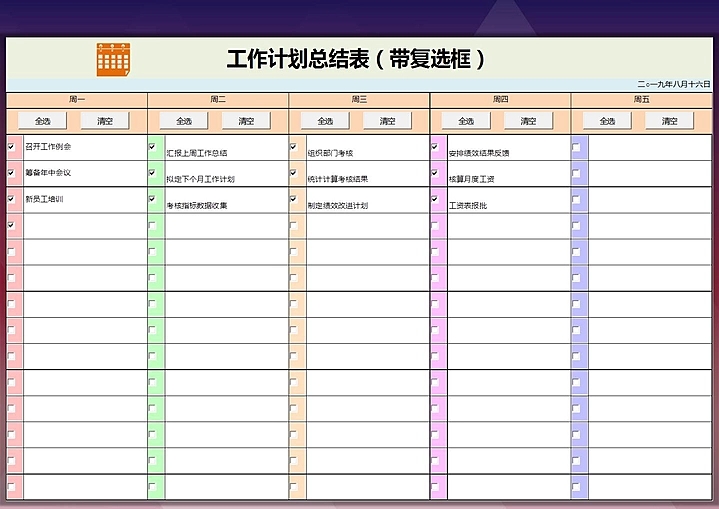 工作计划总结表（带复选框）
二○一九年八月十六日
周一 周二 周三 周四 周五
全选 清空 全选 清空 全选 清空 全选 清空 全选 清空
召开工作例会 汇报上周工作总结 组织部门考核 安排绩效结果反馈
筹备年中会议 拟定下个月工作计划 统计计算考核结果 核算月度工资
新员工培训 考核指标数据收集 制定绩效改进计划 工资表报批